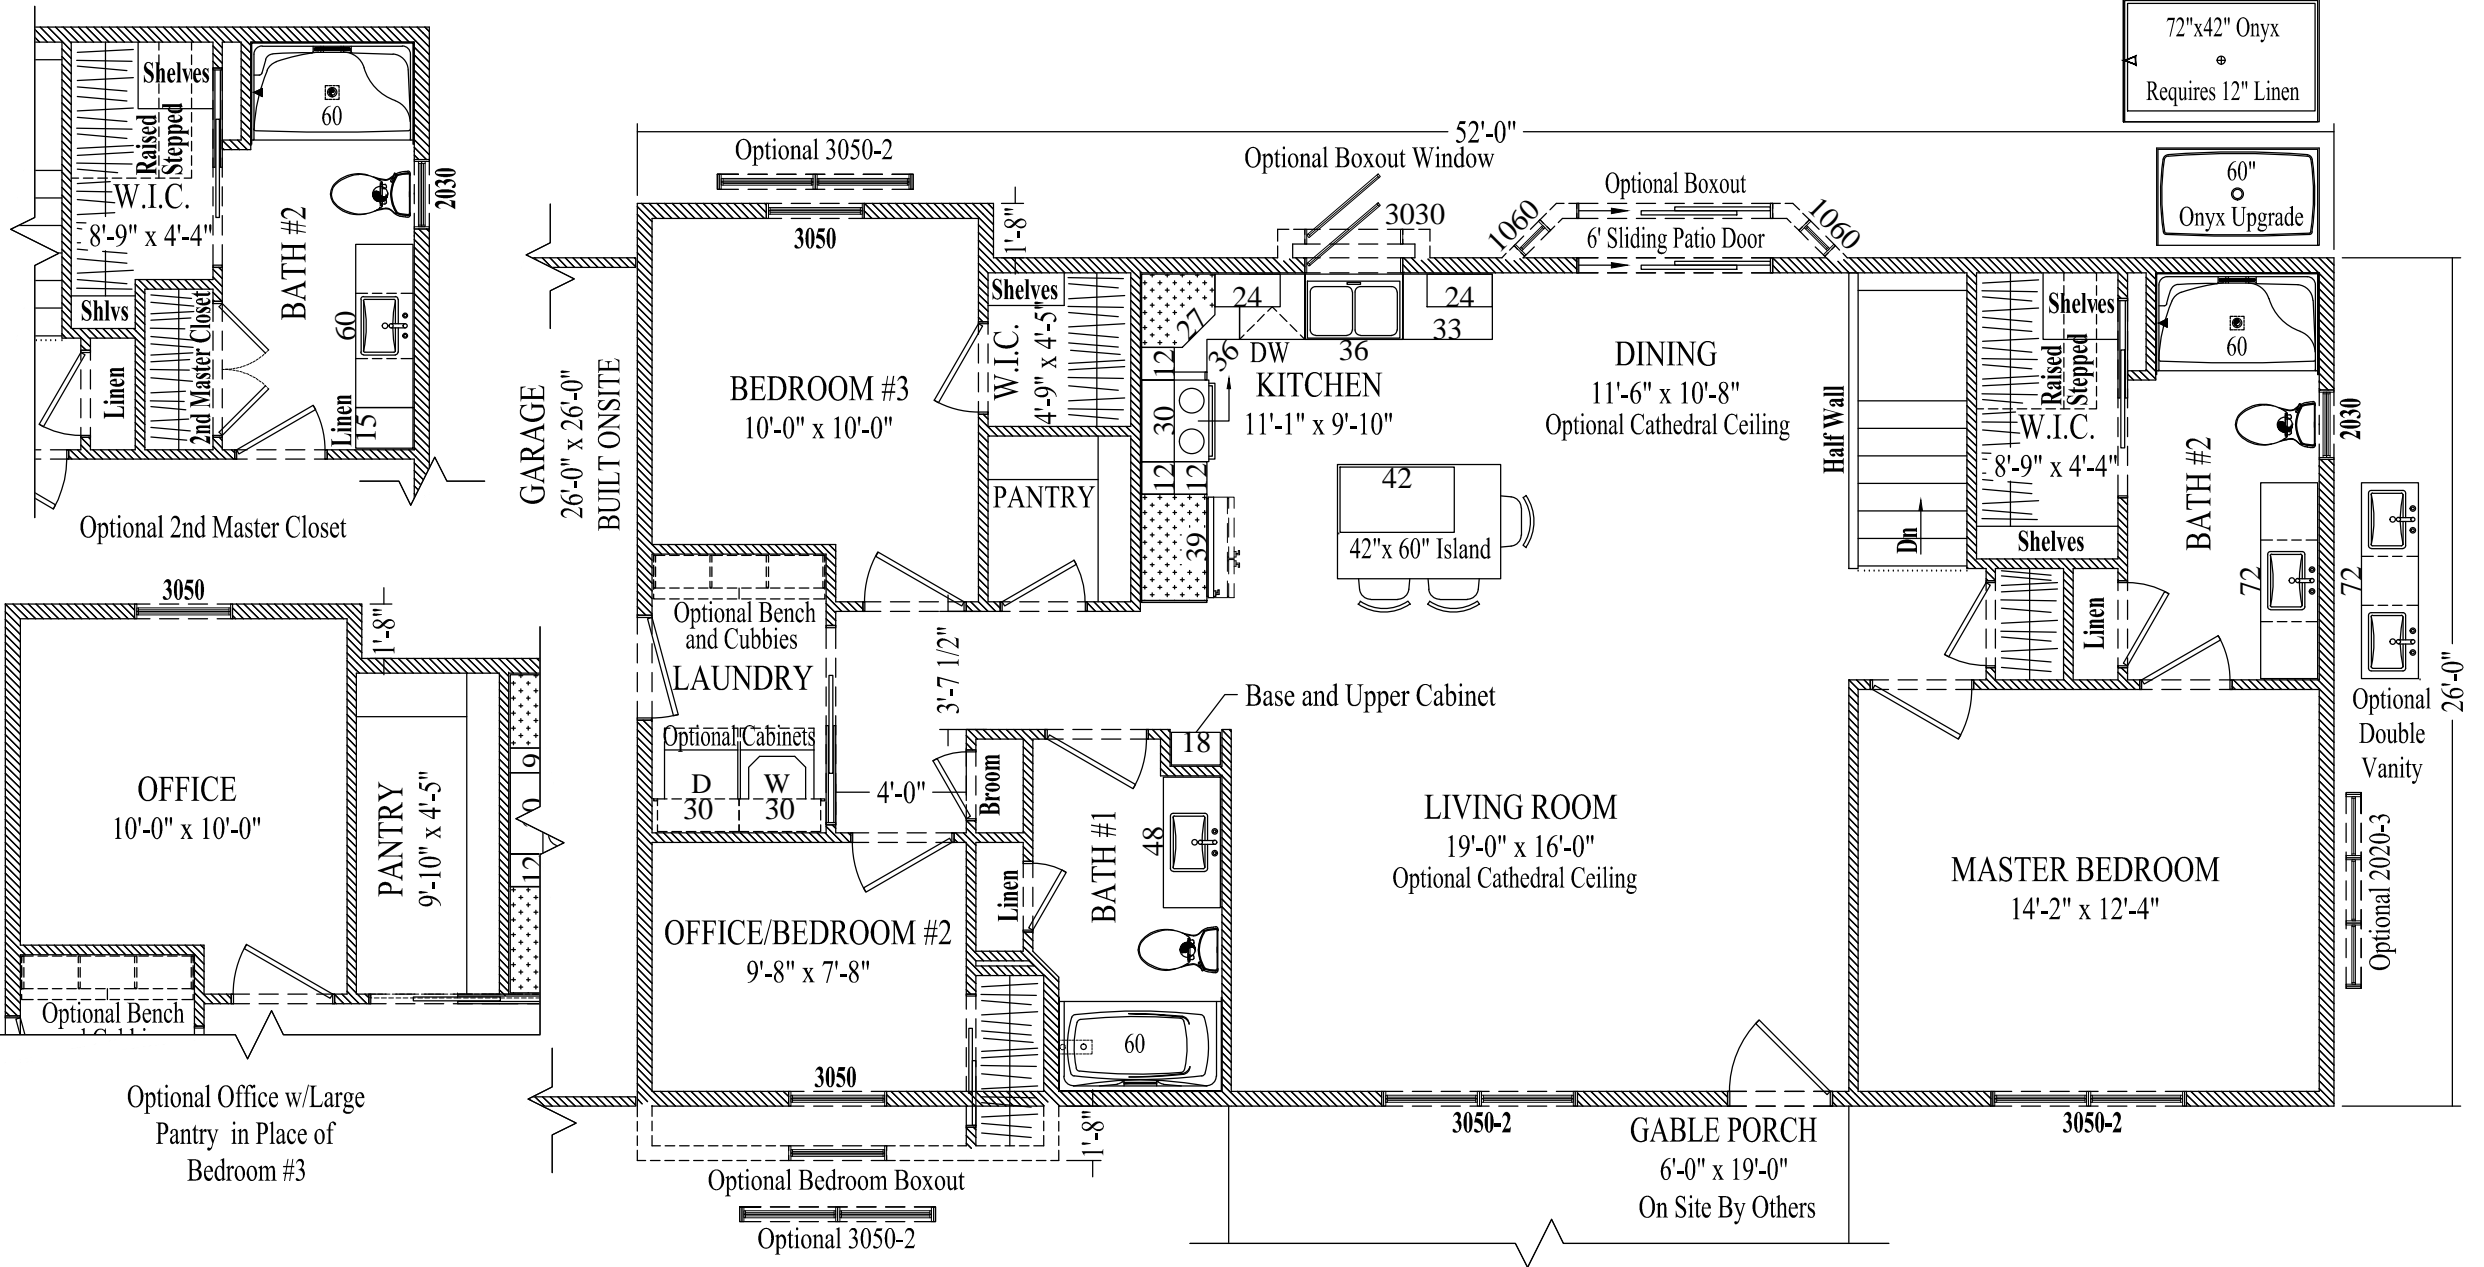 72"x42" Onyx
Requires 12" Linen
60"
Onyx Upgrade
Shelves
Raised
Stepped
W.I.C.
8'-9" x 4'-4"
Shlvs
2nd Master Closet
Linen
BATH #2
60
2030
60
Linen
15
Optional 2nd Master Closet
3050
1'-8"
OFFICE
10'-0" x 10'-0"
PANTRY
9'-10" x 4'-5"
9
12
Optional Bench
Optional Office w/Large
Pantry in Place of
Bedroom #3
52'-0"
Optional 3050-2
3050
1'-8"
GARAGE
26'-0" x 26'-0"
BUILT ONSITE
BEDROOM #3
10'-0" x 10'-0"
Shelves
W.I.C.
4'-9" x 4'-5"
PANTRY
Optional Boxout Window
3030
24
27
12
36
DW
36
24
33
KITCHEN
11'-1" x 9'-10"
30
12
12
39
42
42"x 60" Island
Optional Boxout
1060
1060
6' Sliding Patio Door
DINING
11'-6" x 10'-8"
Optional Cathedral Ceiling
Half Wall
Dn
Shelves
Raised
Stepped
W.I.C.
8'-9" x 4'-4"
Shelves
Linen
60
BATH #2
2030
72
72
Optional
Double
Vanity
26'-0"
Optional Bench
and Cubbies
LAUNDRY
Optional Cabinets
D
W
30
30
3'-7 1/2"
4'-0"
Broom
Base and Upper Cabinet
18
BATH #1
48
Linen
60
LIVING ROOM
19'-0" x 16'-0"
Optional Cathedral Ceiling
MASTER BEDROOM
14'-2" x 12'-4"
Optional 2020-3
OFFICE/BEDROOM #2
9'-8" x 7'-8"
3050
1'-8"
Optional Bedroom Boxout
Optional 3050-2
3050-2
GABLE PORCH
6'-0" x 19'-0"
On Site By Others
3050-2